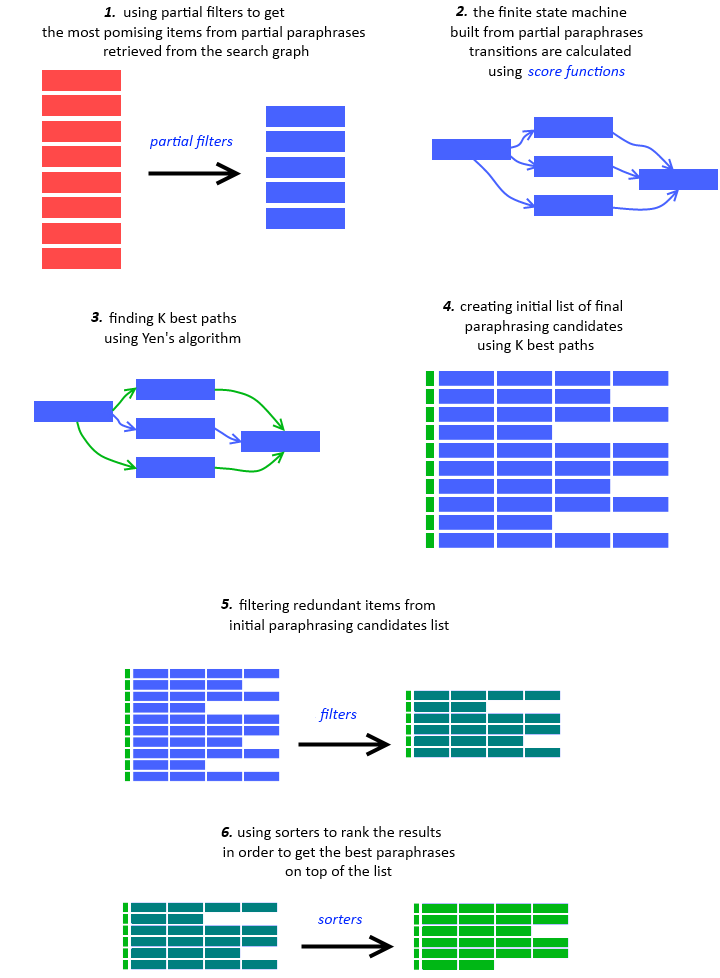 1. using partial filters to get
the most pomising items from partial paraphrases
retrieved from the search graph
partial filters
2. the finite state machine
built from partial paraphrases
transitions are calculated
using score functions
3. finding K best paths
using Yen's algorithm
4. creating initial list of final
paraphrasing candidates
using K best paths
5. filtering redundant items from
initial paraphrasing candidates list
filters
6. using sorters to rank the results
in order to get the best paraphrases
on top of the list
sorters